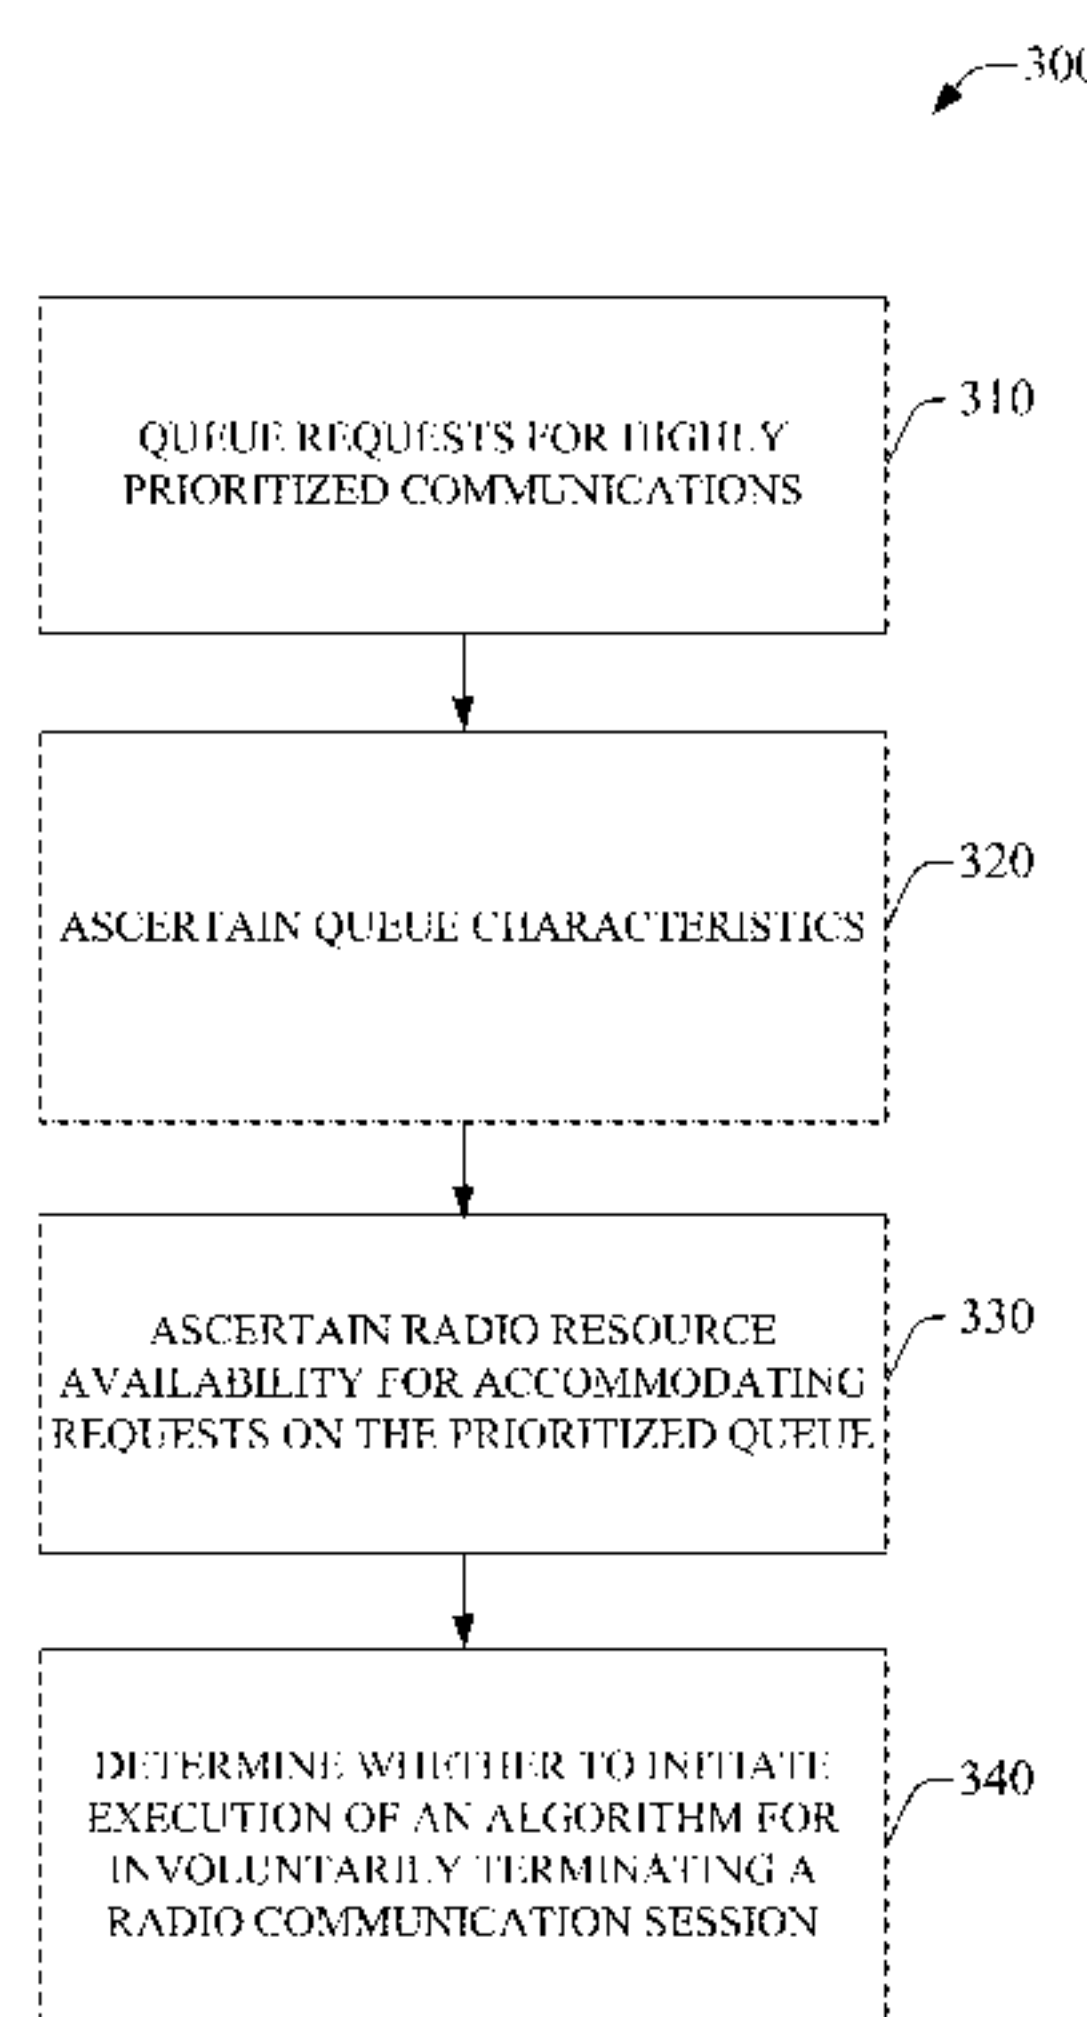 300
QUEUE REQUESTS FOR HIGHLY
PRIORITIZED COMMUNICATIONS
310
ASCERTAIN QUEUE CHARACTERISTICS
320
ASCERTAIN RADIO RESOURCE
AVAILABILITY FOR ACCOMMODATING
REQUESTS ON THE PRIORITIZED QUEUE
330
DETERMINE WHETHER TO INITIATE
EXECUTION OF AN ALGORITHM FOR
INVOLUNTARILY TERMINATING A
RADIO COMMUNICATION SESSION
340